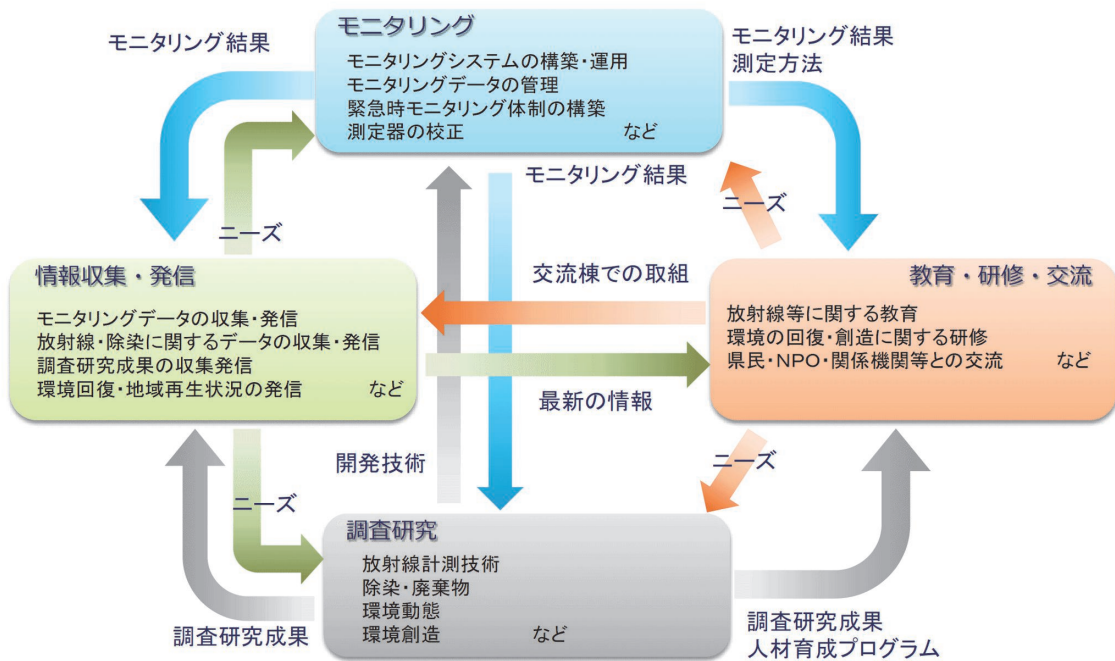 モニタリング
モニタリングシステムの構築・運用
モニタリングデータの管理
緊急時モニタリング体制の構築
測定器の校正　　など
モニタリング結果
モニタリング結果
測定方法
ニーズ
モニタリング結果
ニーズ
情報収集・発信
モニタリングデータの収集・発信
放射線・除染に関するデータの収集・発信
調査研究成果の収集発信
環境回復・地域再生状況の発信　　など
交流棟での取組
最新の情報
教育・研修・交流
放射線等に関する教育
環境の回復・創造に関する研修
県民・NPO・関係機関等との交流　　など
開発技術
ニーズ
ニーズ
調査研究
放射線計測技術
除染・廃棄物
環境動態
環境創造　　など
調査研究成果
調査研究成果
人材育成プログラム